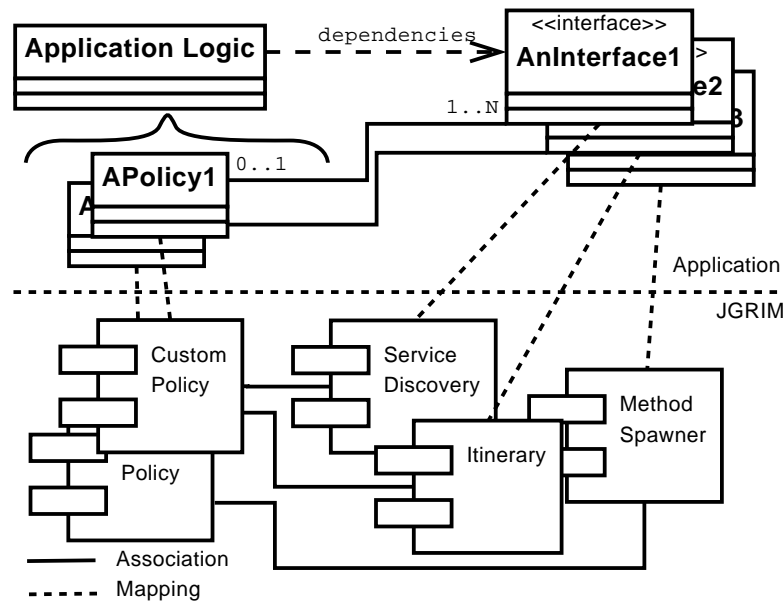 <<interface>>
Application Logic
dependencies
AnInterface1
>
e2
1..N
0..1
APolicy1
Application
JGRIM
Custom
Policy
Service
Discovery
Method
Spawner
Itinerary
Policy
Association
Mapping